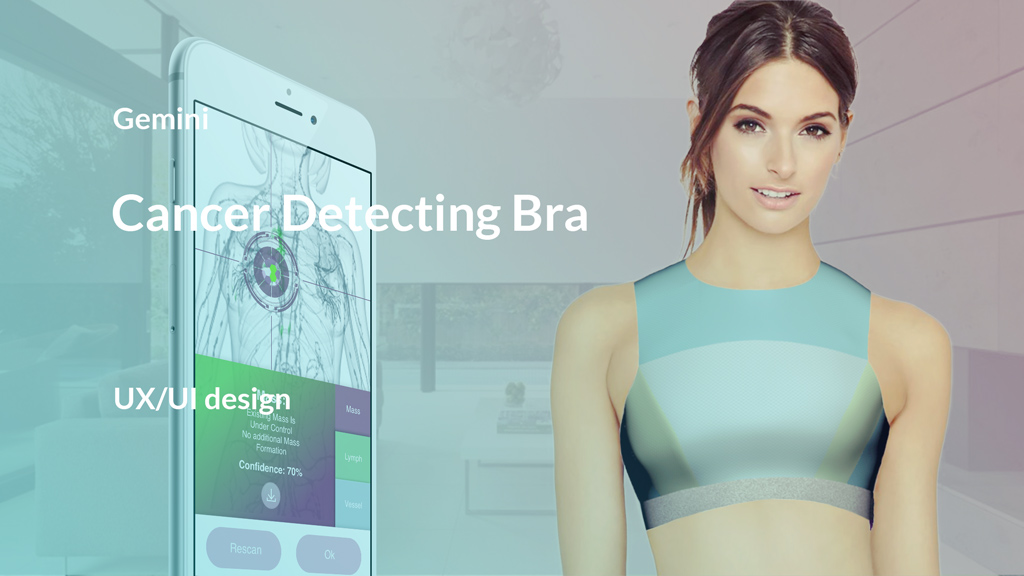 Gemini
Cancer Detecting Bra
UX/UI design
Existing Mass Is
Under Control
No additional Mass
Formation
Confidence: 70%
Mass
Lymph
Vessel
Rescan
Ok